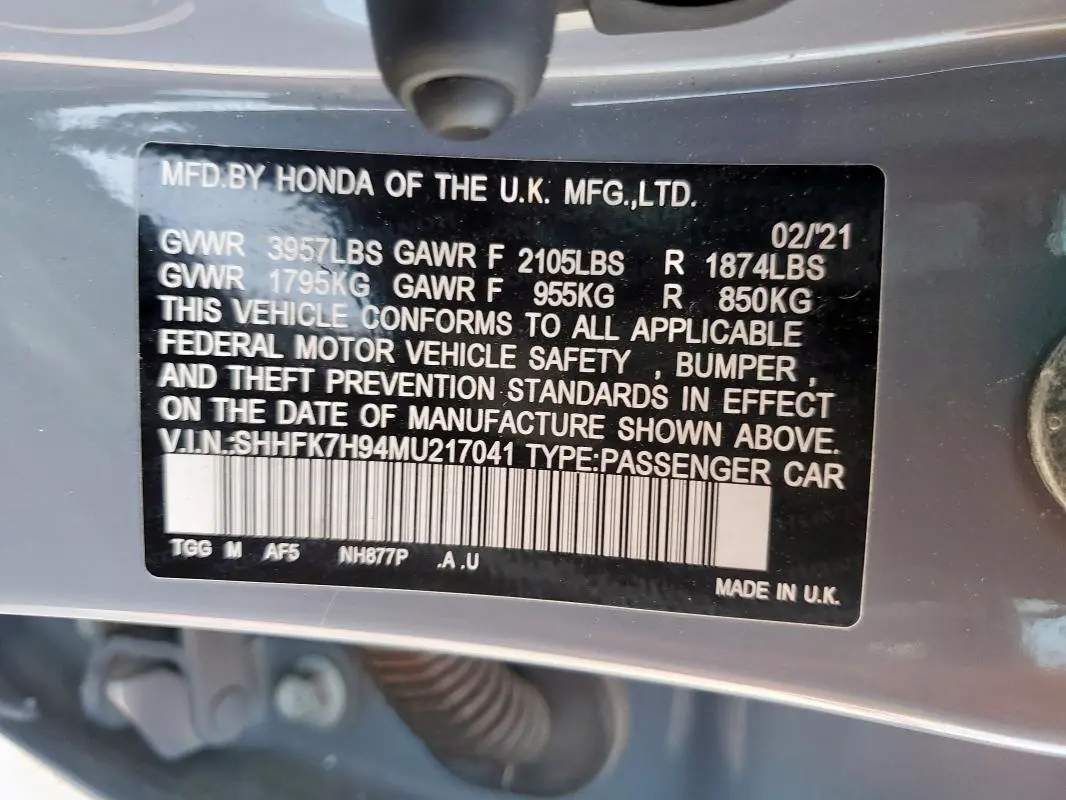 MFD.BY HONDA OF THE U.K. MFG.,LTD.
02/'21
GVWR 3957LBS GAWR F 2105LBS R 1874LBS
GVWR 1795KG GAWR F 955KG R 850KG
THIS VEHICLE CONFORMS TO ALL APPLICABLE
FEDERAL MOTOR VEHICLE SAFETY , BUMPER ,
AND THEFT PREVENTION STANDARDS IN EFFECT
ON THE DATE OF MANUFACTURE SHOWN ABOVE.
V.I.N.:SHHFK7H94MU217041 TYPE:PASSENGER CAR
TGG M AF5 NH877P .A .U
MADE IN U.K.